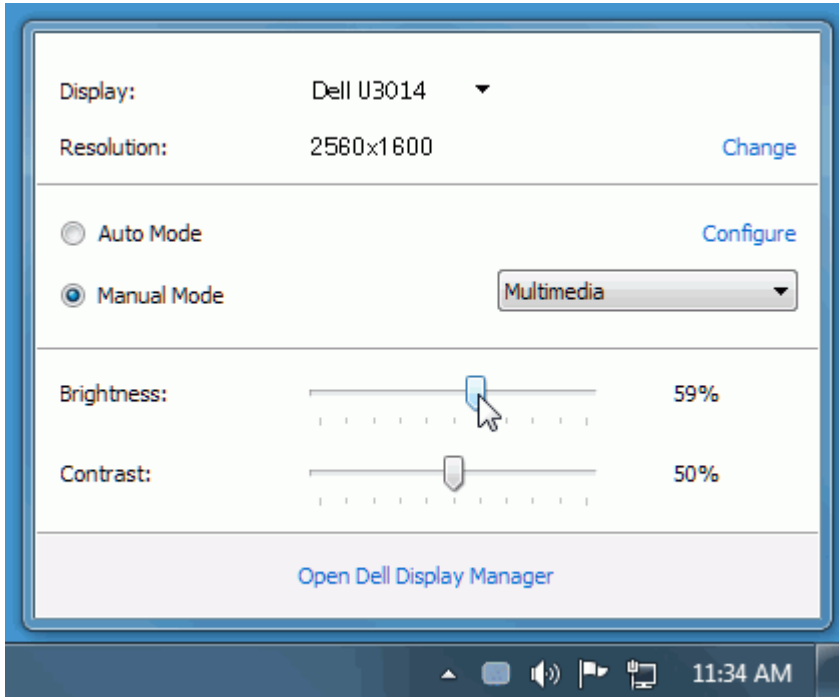 Display: Dell U3014
Resolution: 2560x1600 Change
Auto Mode Configure
Manual Mode Multimedia
Brightness: 59%
Contrast: 50%
Open Dell Display Manager
11:34 AM